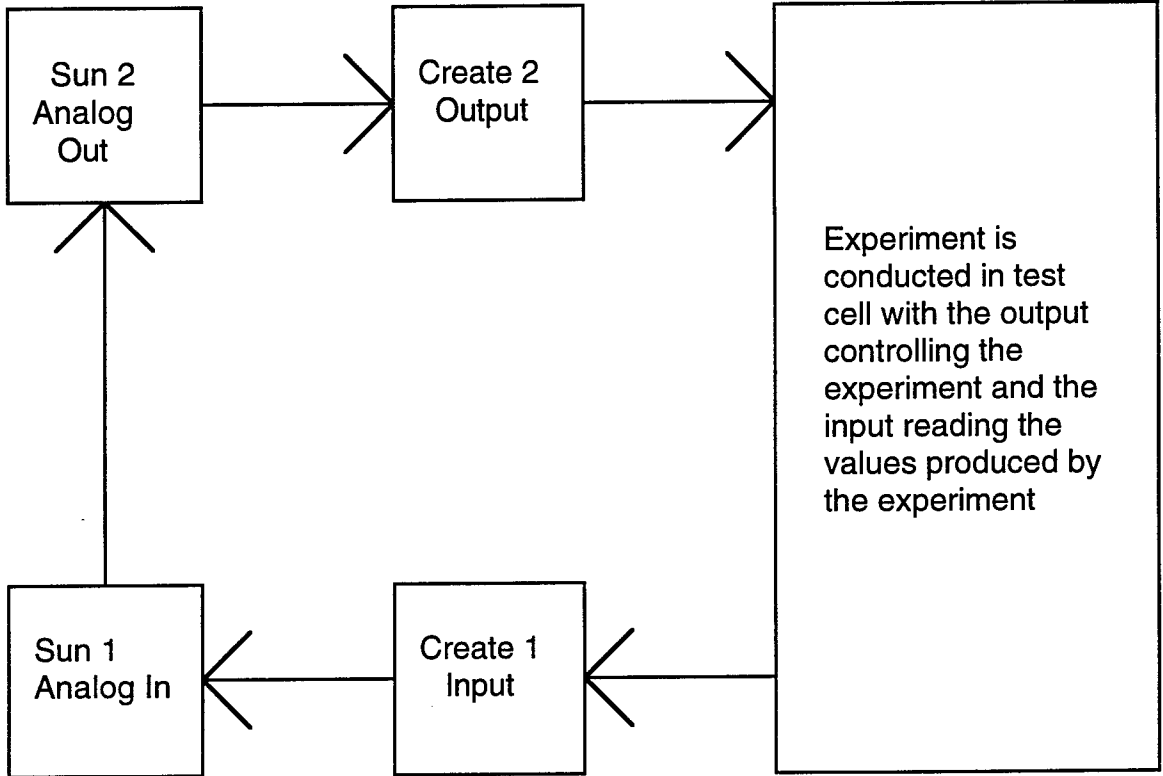 Sun 2
Analog
Out
Create 2
Output
Experiment is
conducted in test
cell with the output
controlling the
experiment and the
input reading the
values produced by
the experiment
Sun 1
Analog In
Create 1
Input